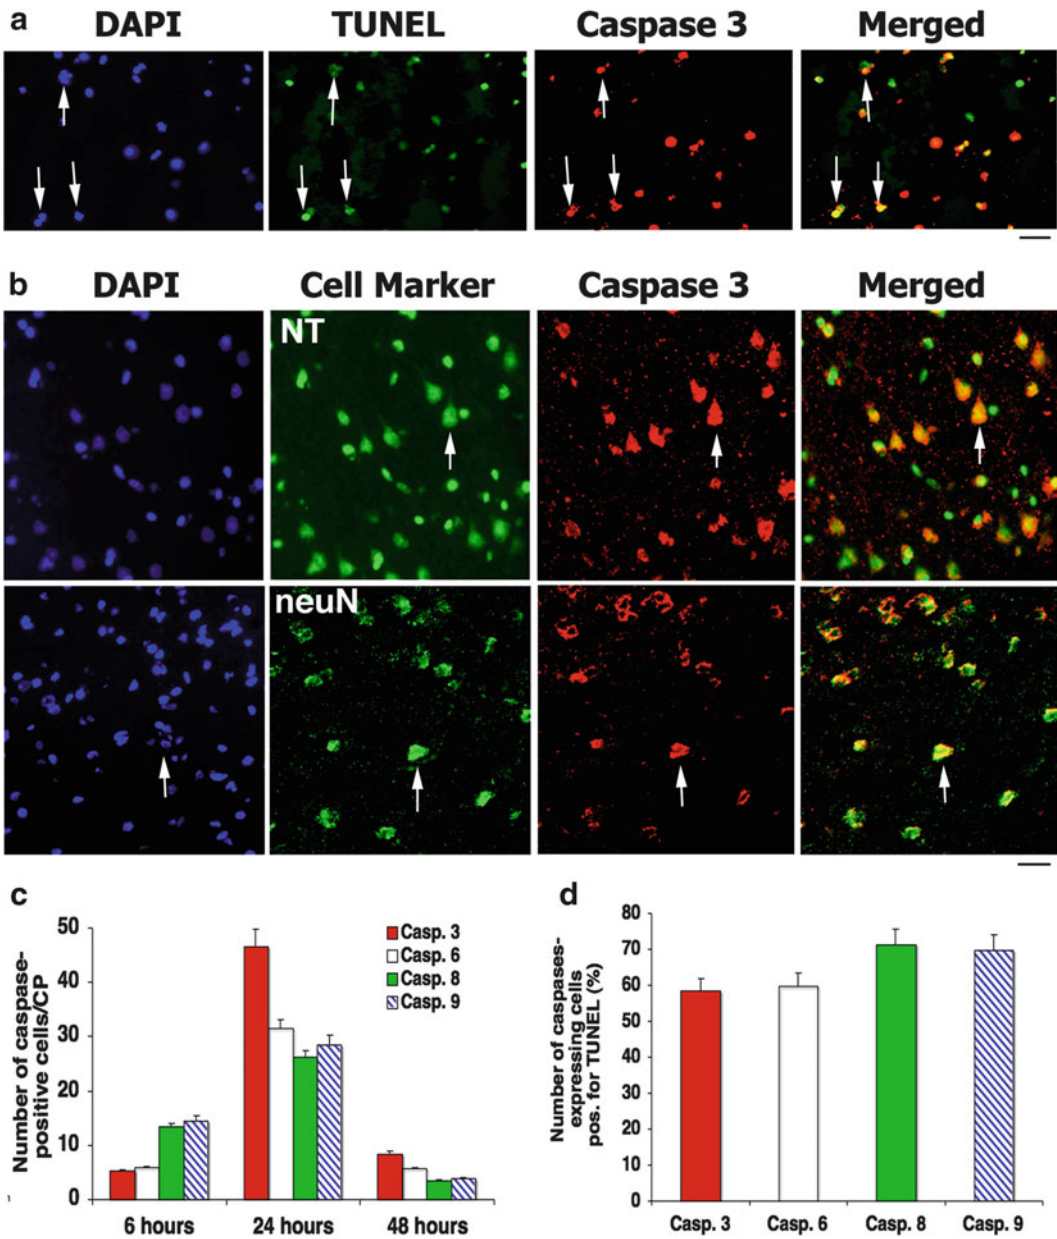 a
DAPI TUNEL Caspase 3 Merged
b
DAPI Cell Marker Caspase 3 Merged
NT
neuN
c
Number of caspase-
positive cells/CP
50
40
30
20
10
0
Casp. 3
Casp. 6
Casp. 8
Casp. 9
6 hours 24 hours 48 hours
d
Number of caspases-
expressing cells
pos. for TUNEL (%)
80
70
60
50
40
30
20
10
0
Casp. 3 Casp. 6 Casp. 8 Casp. 9